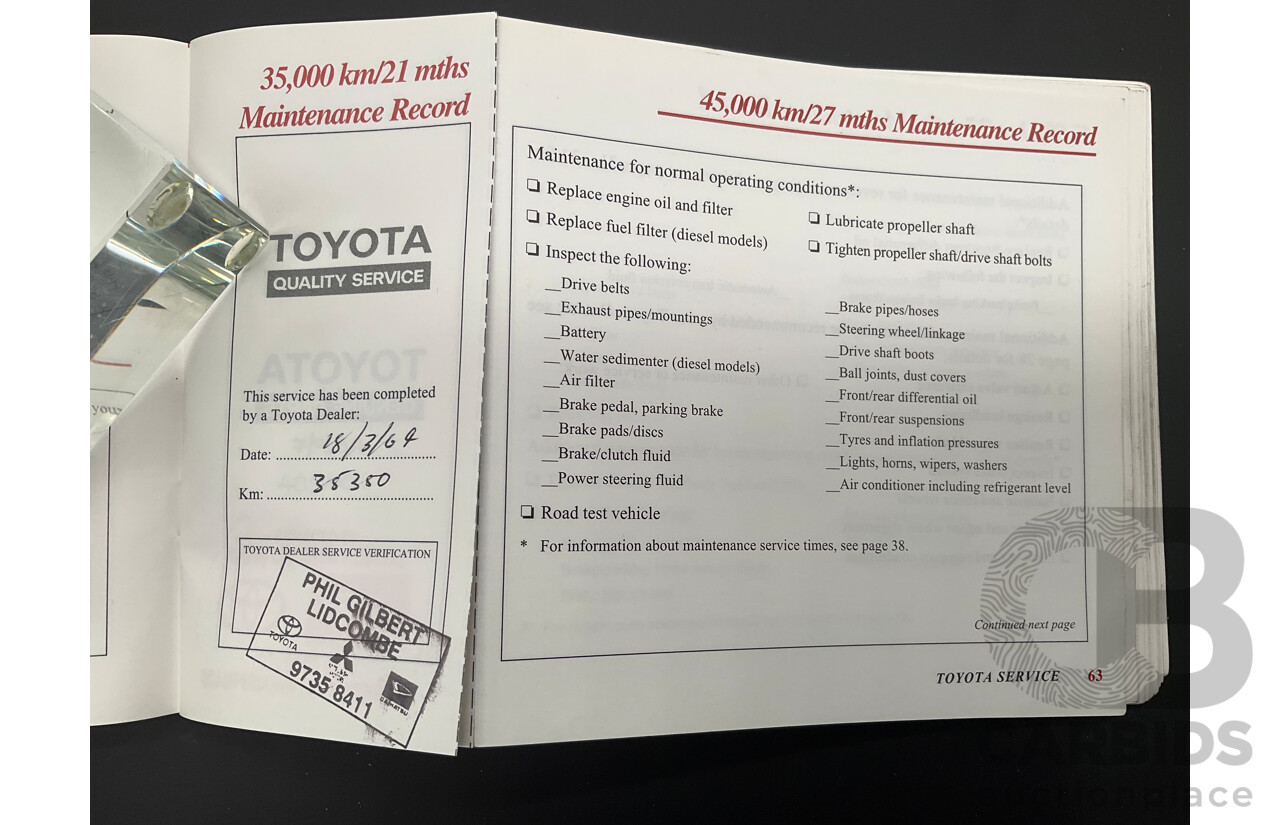 35,000 km/21 mths
Maintenance Record
TOYOTA
QUALITY SERVICE
This service has been completed
by a Toyota Dealer:
Date: 18/3/04
Km: 35350
TOYOTA DEALER SERVICE VERIFICATION
PHIL GILBERT
LIDCOMBE
TOYOTA
9735 8411
DAIHATSU
45,000 km/27 mths Maintenance Record
Maintenance for normal operating conditions*:
❏ Replace engine oil and filter
❏ Replace fuel filter (diesel models)
❏ Inspect the following:
__Drive belts
__Exhaust pipes/mountings
__Battery
__Water sedimenter (diesel models)
__Air filter
__Brake pedal, parking brake
__Brake pads/discs
__Brake/clutch fluid
__Power steering fluid
❏ Road test vehicle
❏ Lubricate propeller shaft
❏ Tighten propeller shaft/drive shaft bolts
__Brake pipes/hoses
__Steering wheel/linkage
__Drive shaft boots
__Ball joints, dust covers
__Front/rear differential oil
__Front/rear suspensions
__Tyres and inflation pressures
__Lights, horns, wipers, washers
__Air conditioner including refrigerant level
* For information about maintenance service times, see page 38.
Continued next page
TOYOTA SERVICE 63
CARBIDS
auctionplace